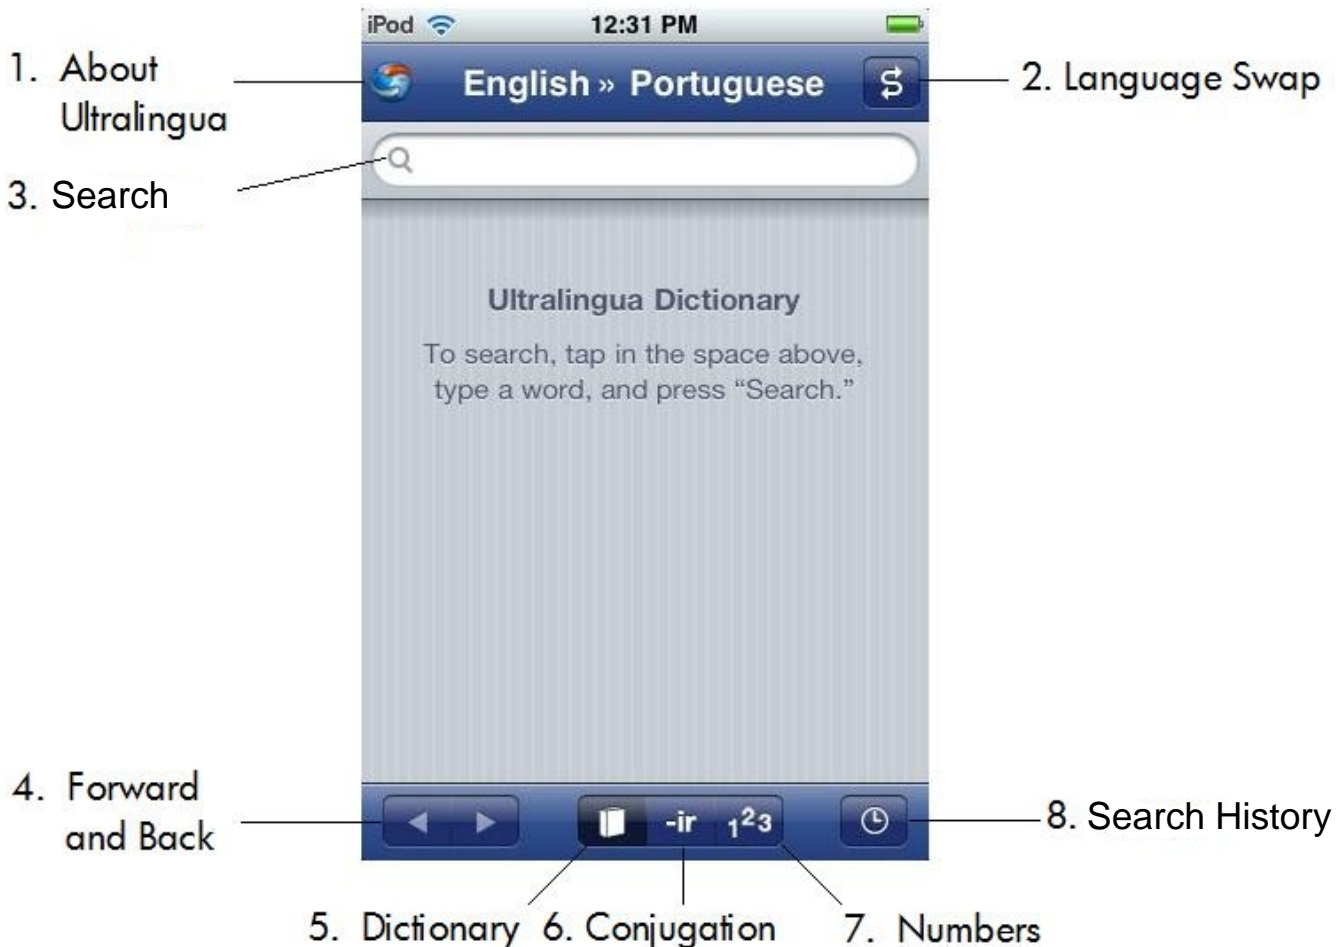 iPod 12:31 PM
1. About
Ultralingua
English » Portuguese
2. Language Swap
3. Search
Ultralingua Dictionary
To search, tap in the space above,
type a word, and press “Search.”
4. Forward
and Back
-ir
123
8. Search History
5. Dictionary
6. Conjugation
7. Numbers